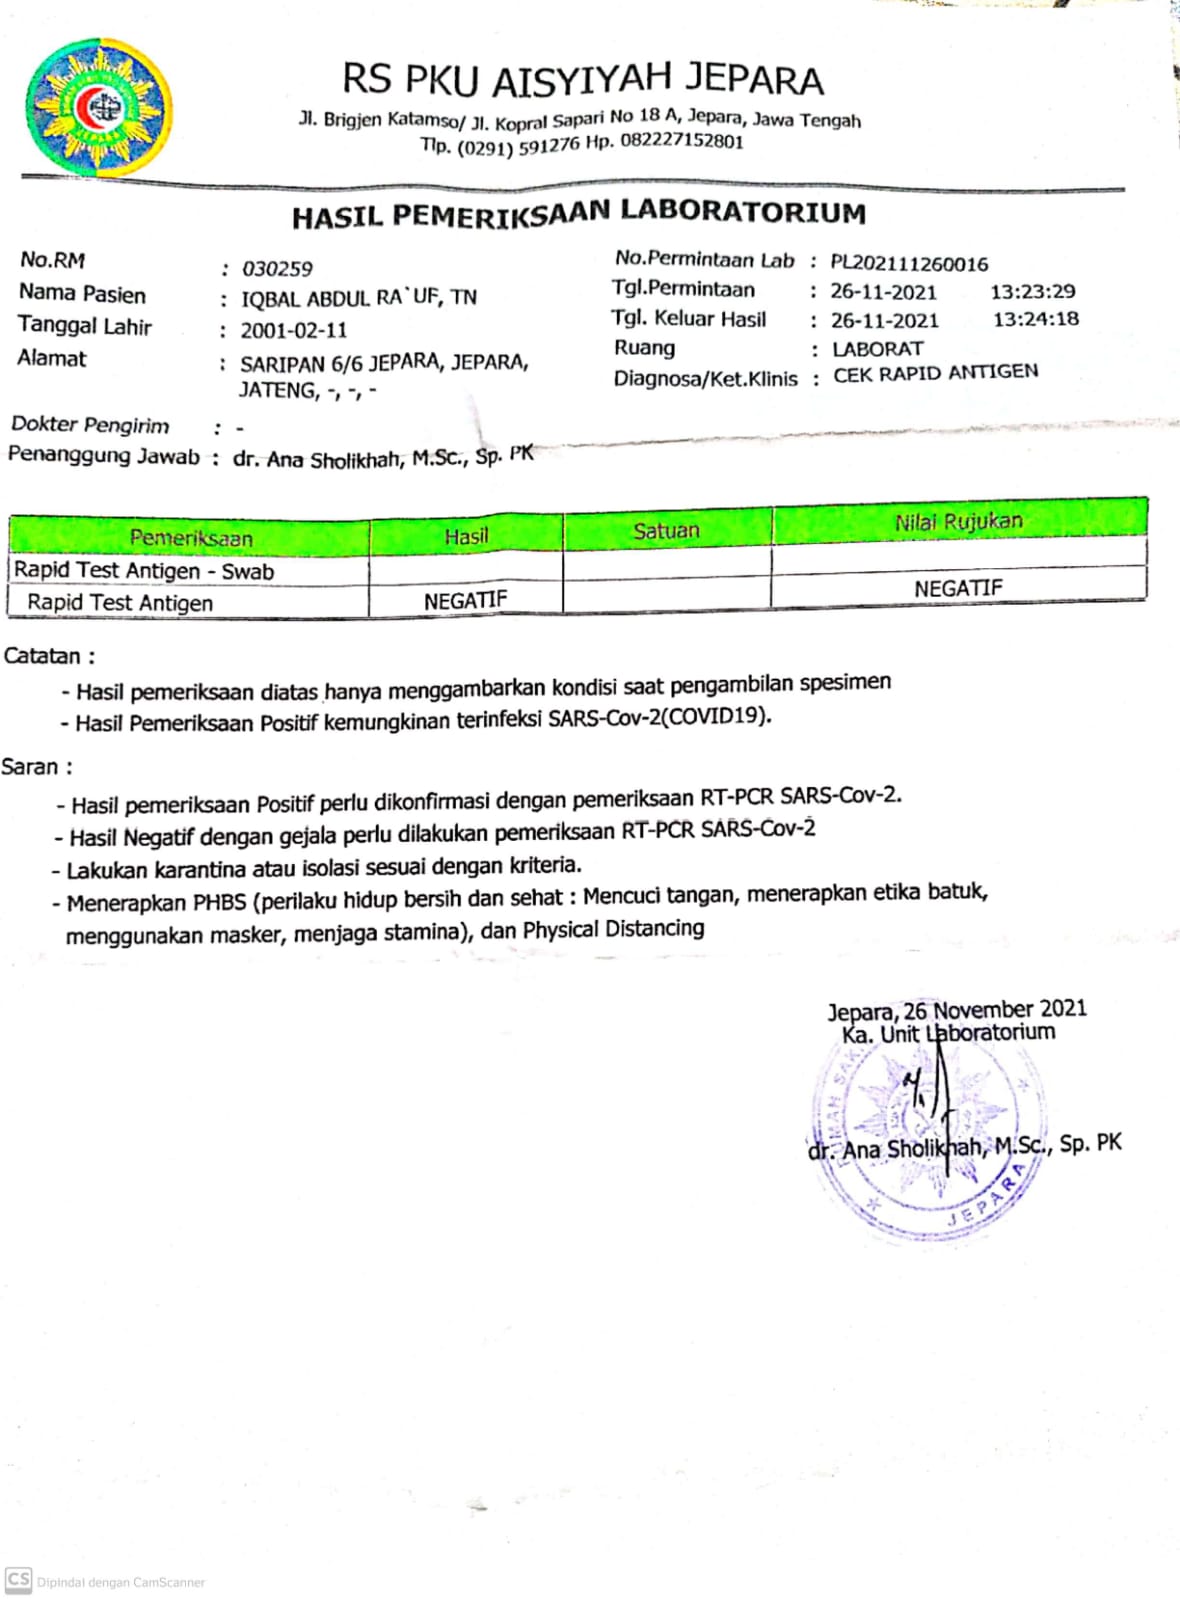 RS PKU AISYIYAH JEPARA
Jl. Brigjen Katamso/ Jl. Kopral Sapari No 18 A, Jepara, Jawa Tengah
Tlp. (0291) 591276 Hp. 082227152801
HASIL PEMERIKSAAN LABORATORIUM
No.RM : 030259
Nama Pasien : IQBAL ABDUL RA`UF, TN
Tanggal Lahir : 2001-02-11
Alamat : SARIPAN 6/6 JEPARA, JEPARA,
JATENG, -, -, -
Dokter Pengirim : -
Penanggung Jawab : dr. Ana Sholikhah, M.Sc., Sp. PK
No.Permintaan Lab : PL202111260016
Tgl.Permintaan : 26-11-2021 13:23:29
Tgl. Keluar Hasil : 26-11-2021 13:24:18
Ruang : LABORAT
Diagnosa/Ket.Klinis : CEK RAPID ANTIGEN
Pemeriksaan Hasil Satuan Nilai Rujukan
Rapid Test Antigen - Swab
Rapid Test Antigen NEGATIF NEGATIF
Catatan :
- Hasil pemeriksaan diatas hanya menggambarkan kondisi saat pengambilan spesimen
- Hasil Pemeriksaan Positif kemungkinan terinfeksi SARS-Cov-2(COVID19).
Saran :
- Hasil pemeriksaan Positif perlu dikonfirmasi dengan pemeriksaan RT-PCR SARS-Cov-2.
- Hasil Negatif dengan gejala perlu dilakukan pemeriksaan RT-PCR SARS-Cov-2
- Lakukan karantina atau isolasi sesuai dengan kriteria.
- Menerapkan PHBS (perilaku hidup bersih dan sehat : Mencuci tangan, menerapkan etika batuk,
menggunakan masker, menjaga stamina), dan Physical Distancing
Jepara, 26 November 2021
Ka. Unit Laboratorium
dr. Ana Sholikhah, M.Sc., Sp. PK
JEPARA
CS Dipindai dengan CamScanner